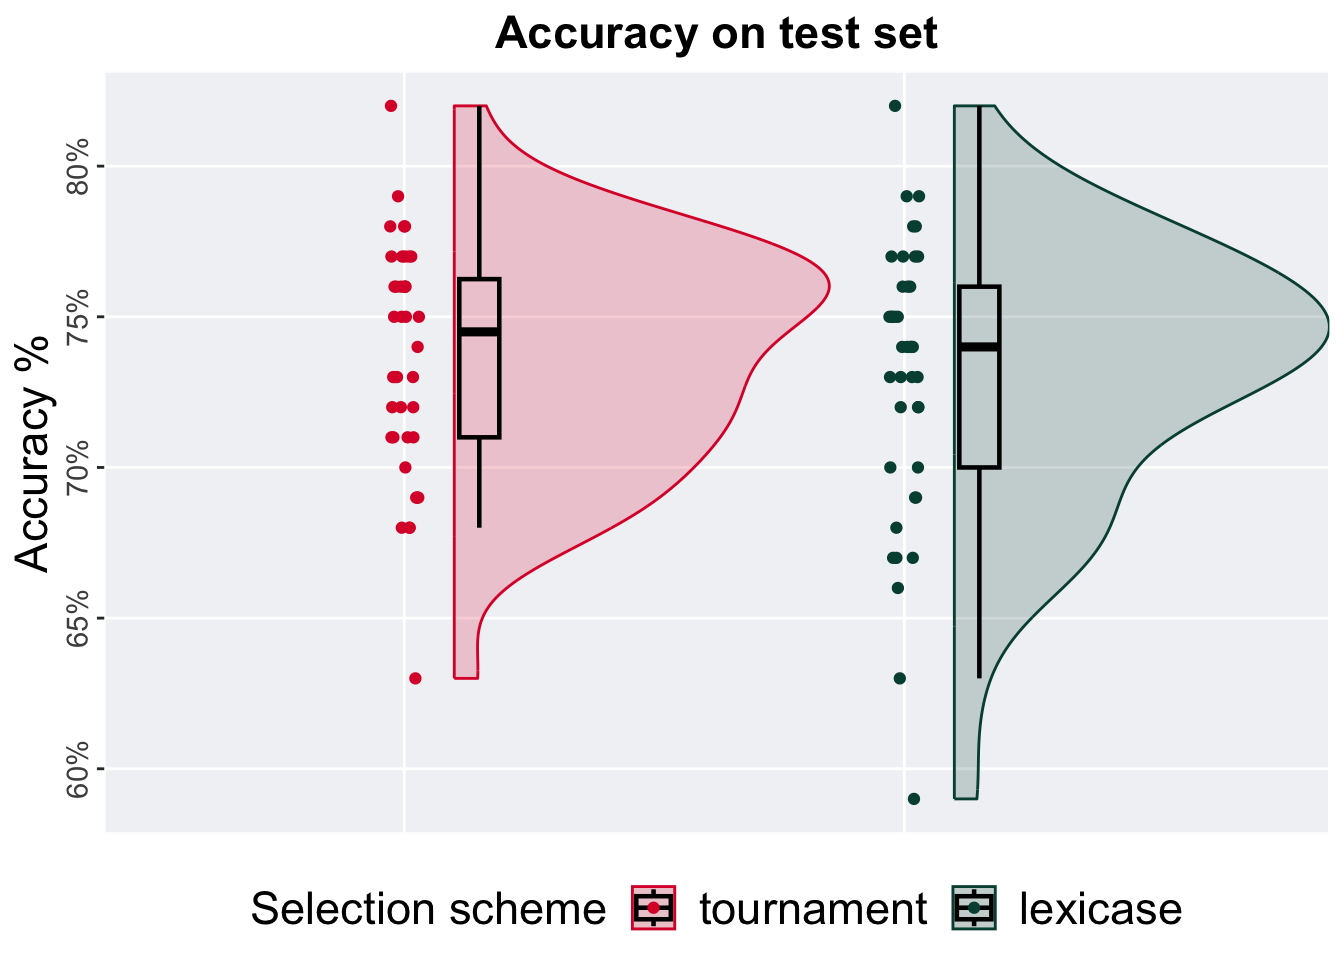 Accuracy on test set
Accuracy %
80%
75%
70%
65%
60%
Selection scheme tournament lexicase